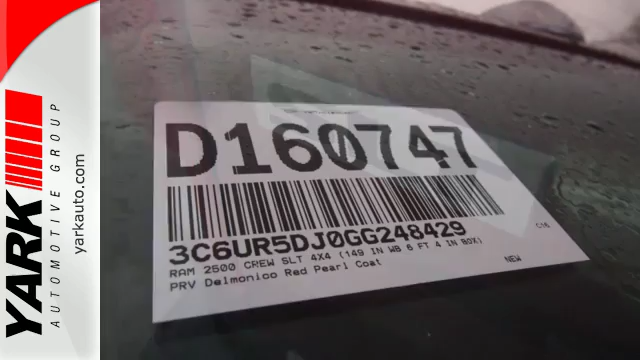 YARK
AUTOMOTIVE GROUP
yarkauto.com
D160747
3C6UR5DJ0GG248429
RAM 2500 CREW SLT 4X4 (149 IN WB 6 FT 4 IN BOX)
PRV Delmonico Red Pearl Coat
NEW
C16